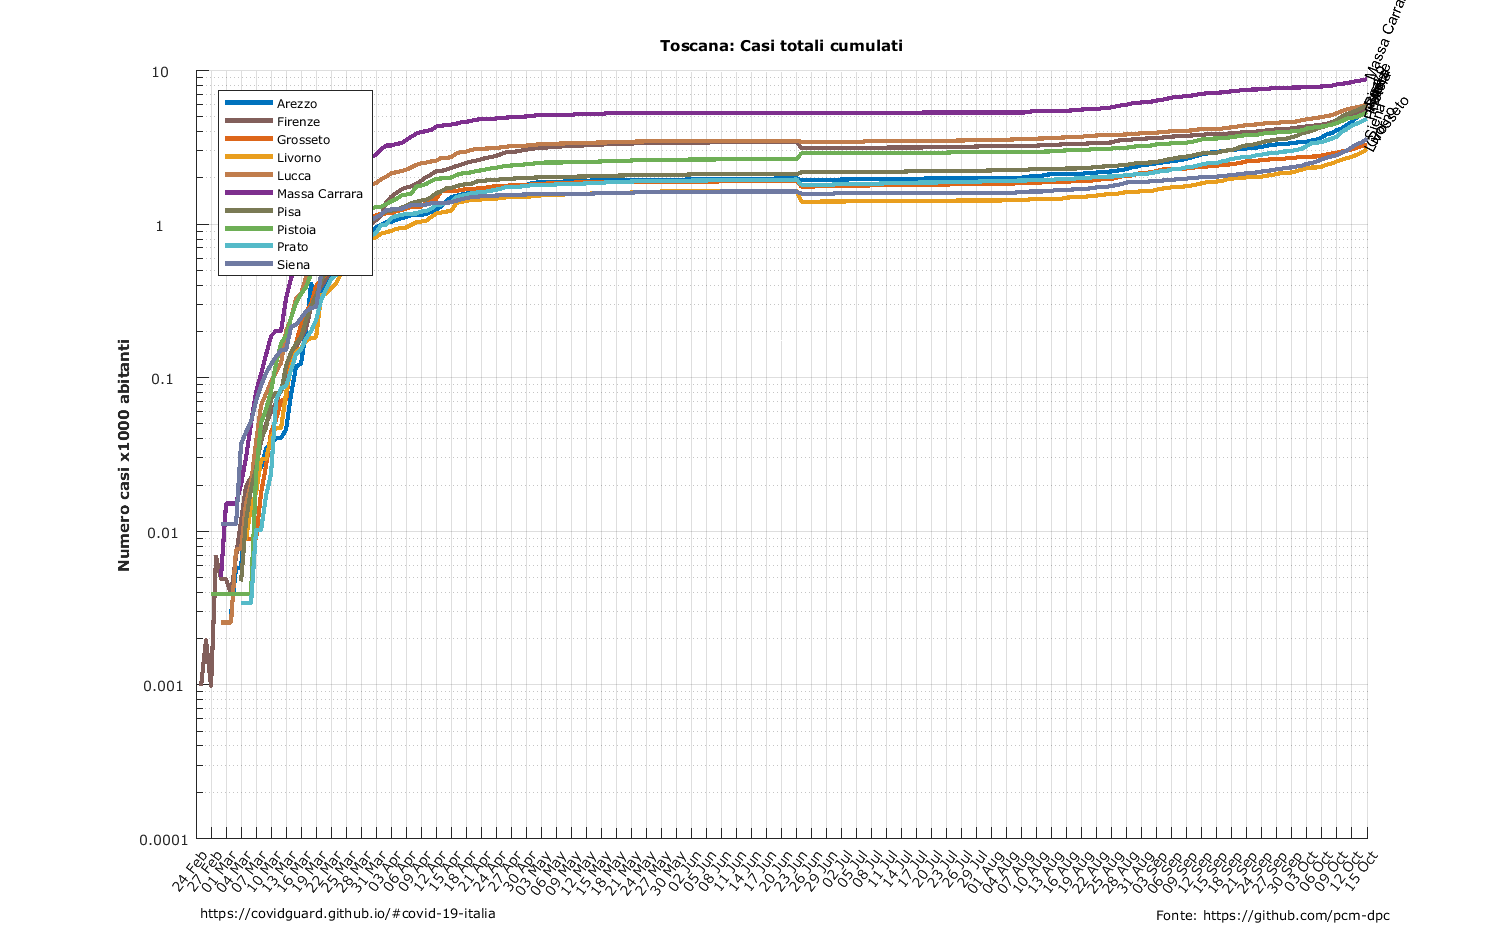 Toscana: Casi totali cumulati
Numero casi x1000 abitanti
10
1
0.1
0.01
0.001
0.0001
Arezzo
Firenze
Grosseto
Livorno
Lucca
Massa Carrara
Pisa
Pistoia
Prato
Siena
Massa Carrar
Siena
24 Feb
27 Feb
01 Mar
04 Mar
07 Mar
10 Mar
13 Mar
16 Mar
19 Mar
22 Mar
25 Mar
28 Mar
31 Mar
03 Apr
06 Apr
09 Apr
12 Apr
15 Apr
18 Apr
21 Apr
24 Apr
27 Apr
30 Apr
03 May
06 May
09 May
12 May
15 May
18 May
21 May
24 May
27 May
30 May
02 Jun
05 Jun
08 Jun
11 Jun
14 Jun
17 Jun
20 Jun
23 Jun
26 Jun
29 Jun
02 Jul
05 Jul
08 Jul
11 Jul
14 Jul
17 Jul
20 Jul
23 Jul
26 Jul
29 Jul
01 Aug
04 Aug
07 Aug
10 Aug
13 Aug
16 Aug
19 Aug
22 Aug
25 Aug
28 Aug
31 Aug
03 Sep
06 Sep
09 Sep
12 Sep
15 Sep
18 Sep
21 Sep
24 Sep
27 Sep
30 Sep
03 Oct
06 Oct
09 Oct
12 Oct
15 Oct
https://covidguard.github.io/#covid-19-italia
Fonte: https://github.com/pcm-dpc